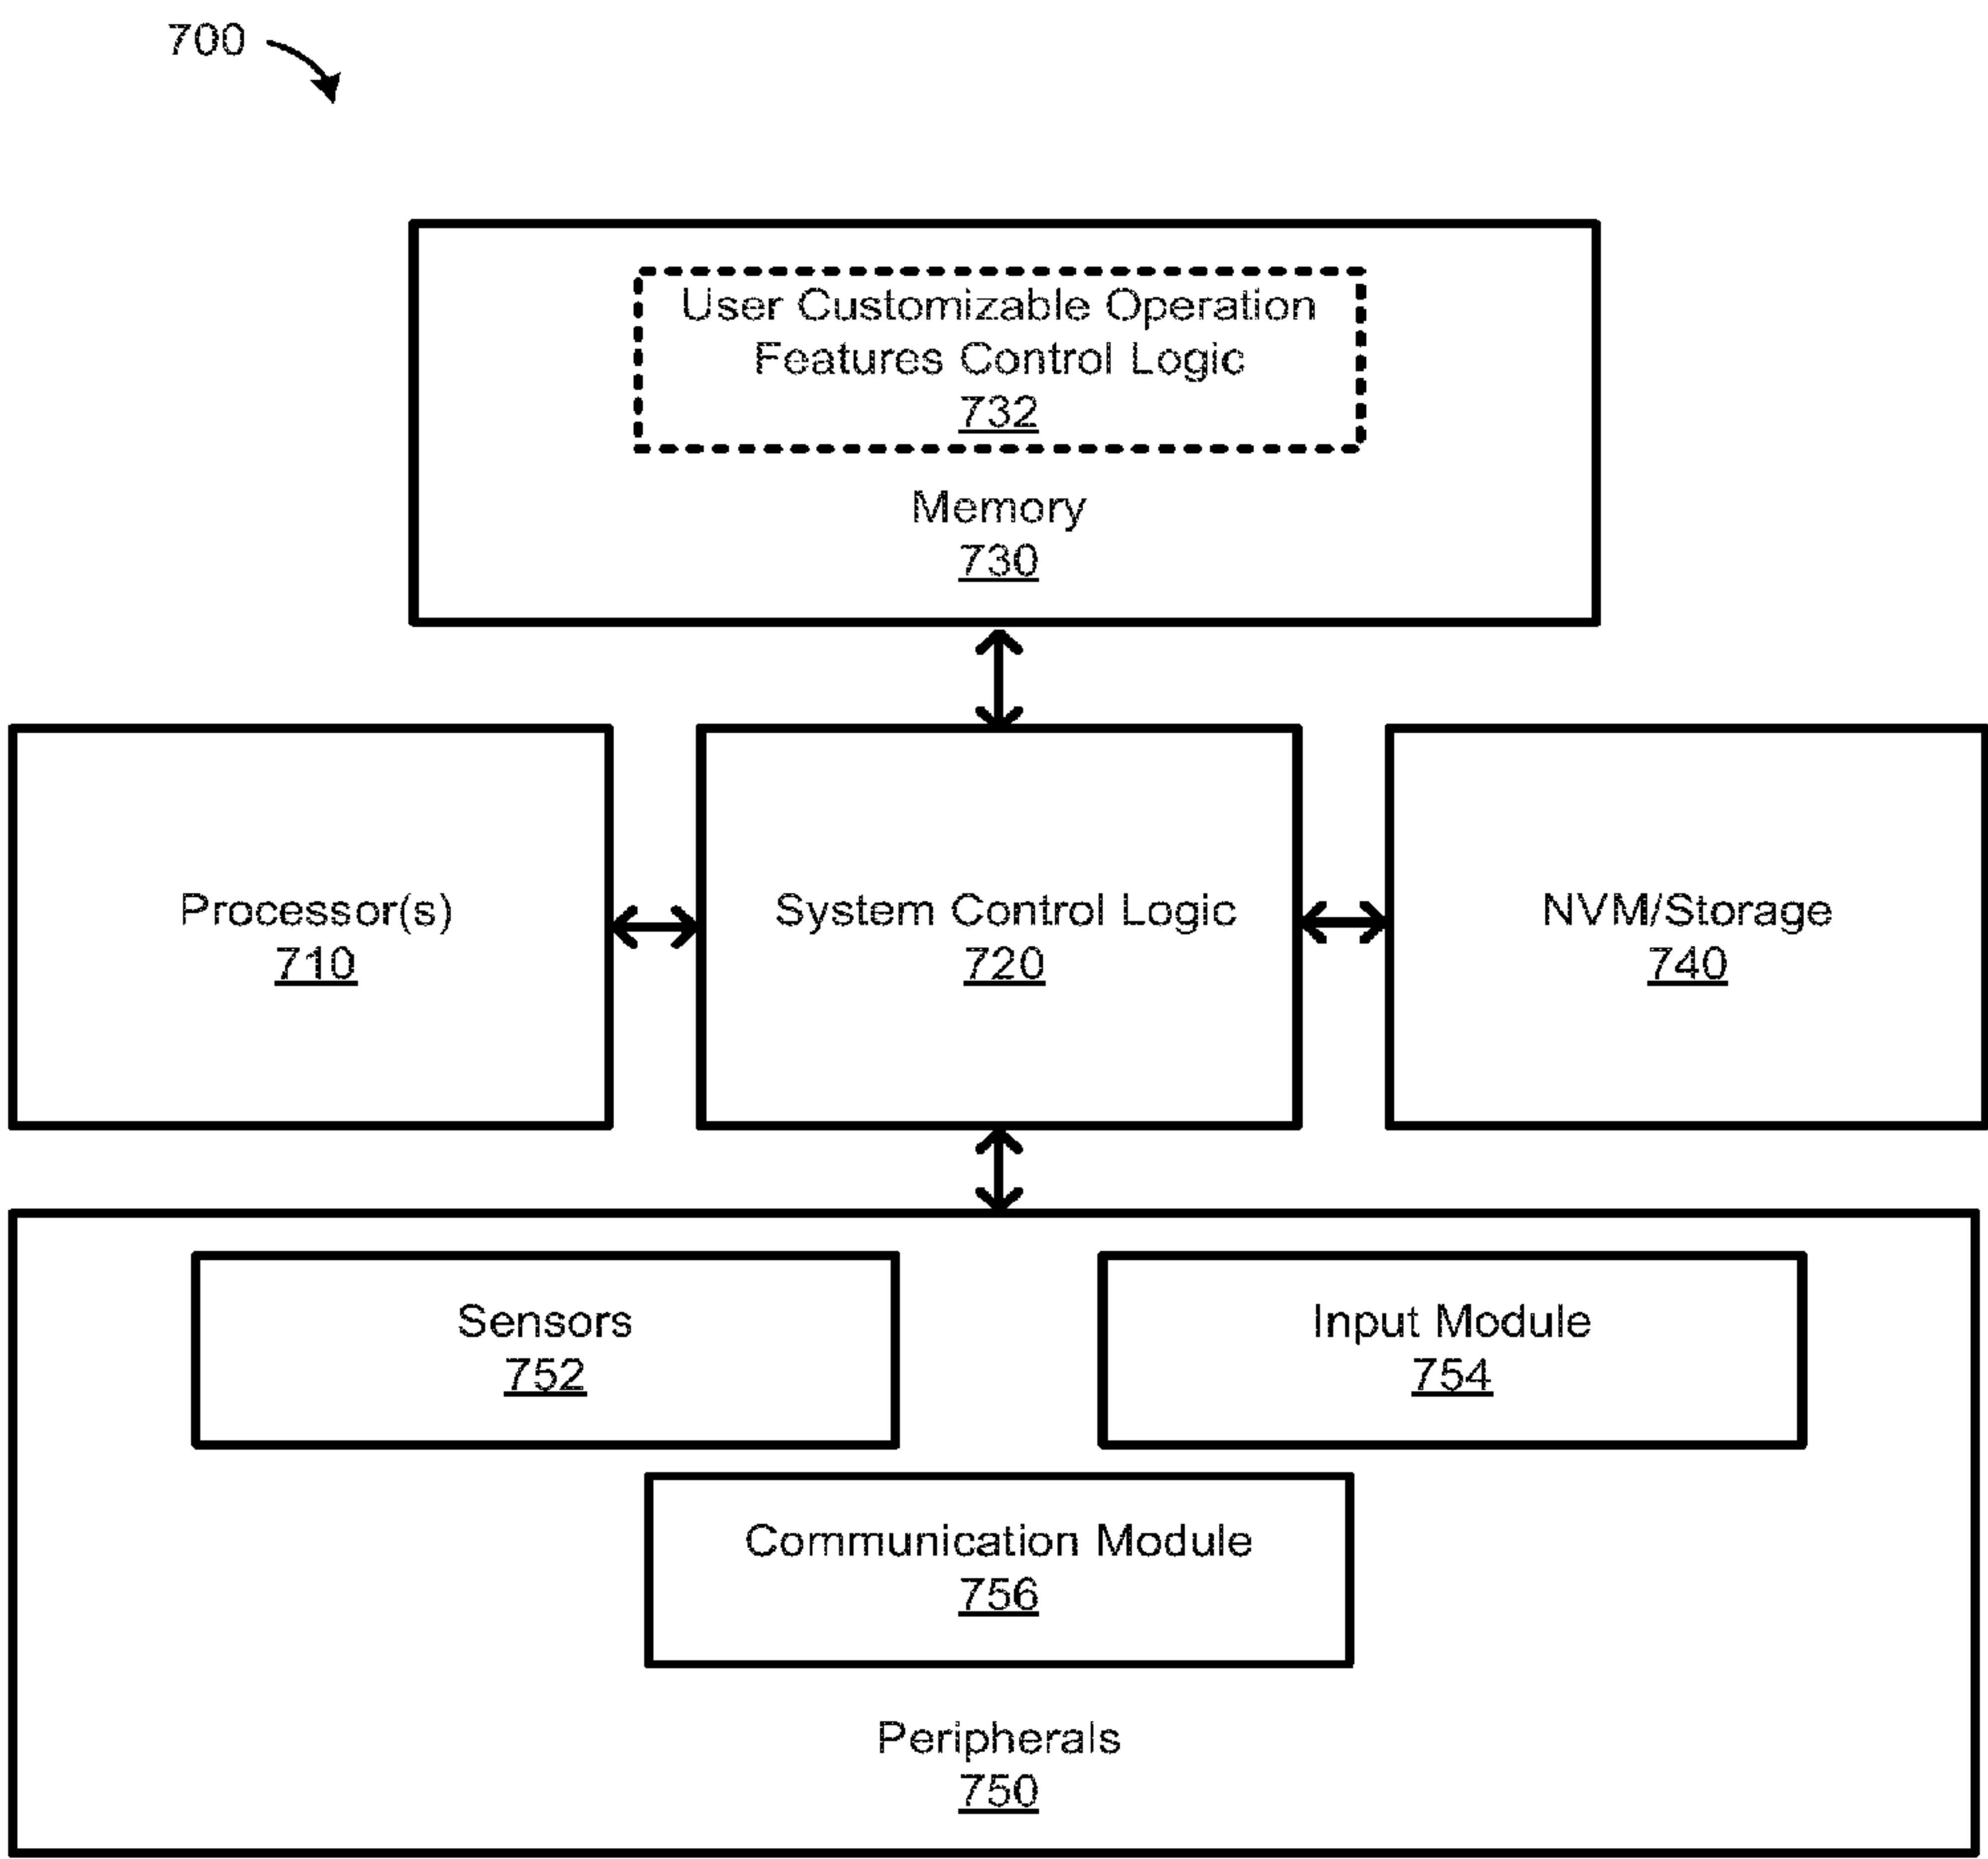 700
User Customizable Operation
Features Control Logic
732
Memory
730
Processor(s)
710
System Control Logic
720
NVM/Storage
740
Sensors
752
Input Module
754
Communication Module
756
Peripherals
750